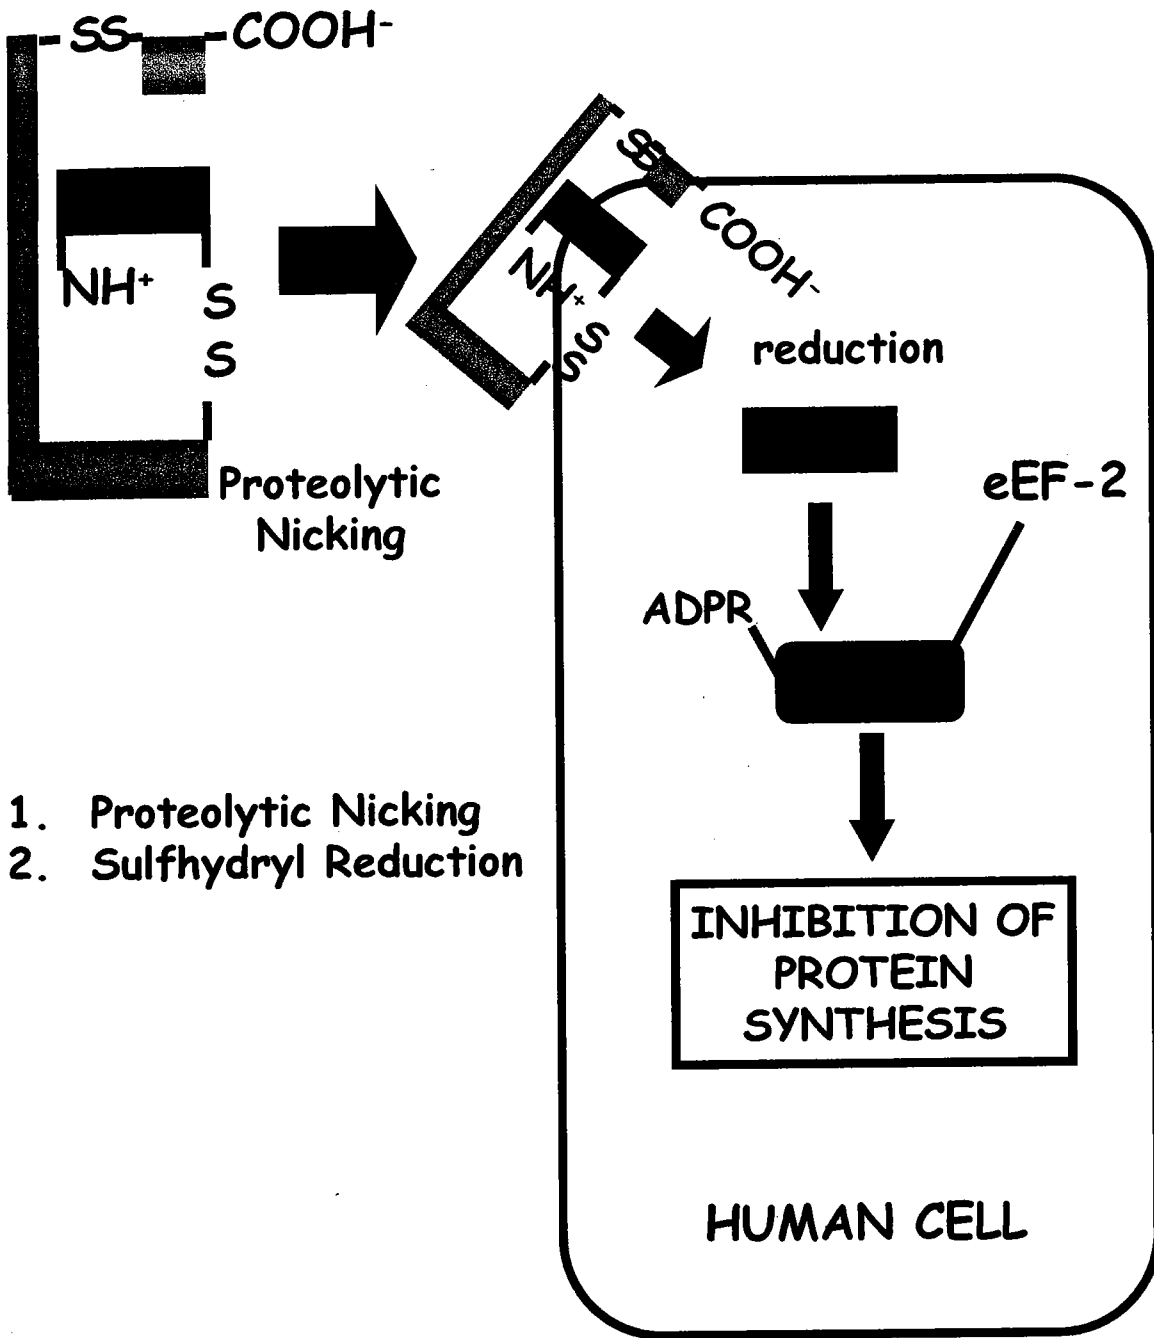 SS COOH⁻
NH⁺
S
S
Proteolytic
Nicking
SS
COOH⁻
NH⁺
S
S
reduction
eEF-2
ADPR
1. Proteolytic Nicking
2. Sulfhydryl Reduction
INHIBITION OF
PROTEIN
SYNTHESIS
HUMAN CELL